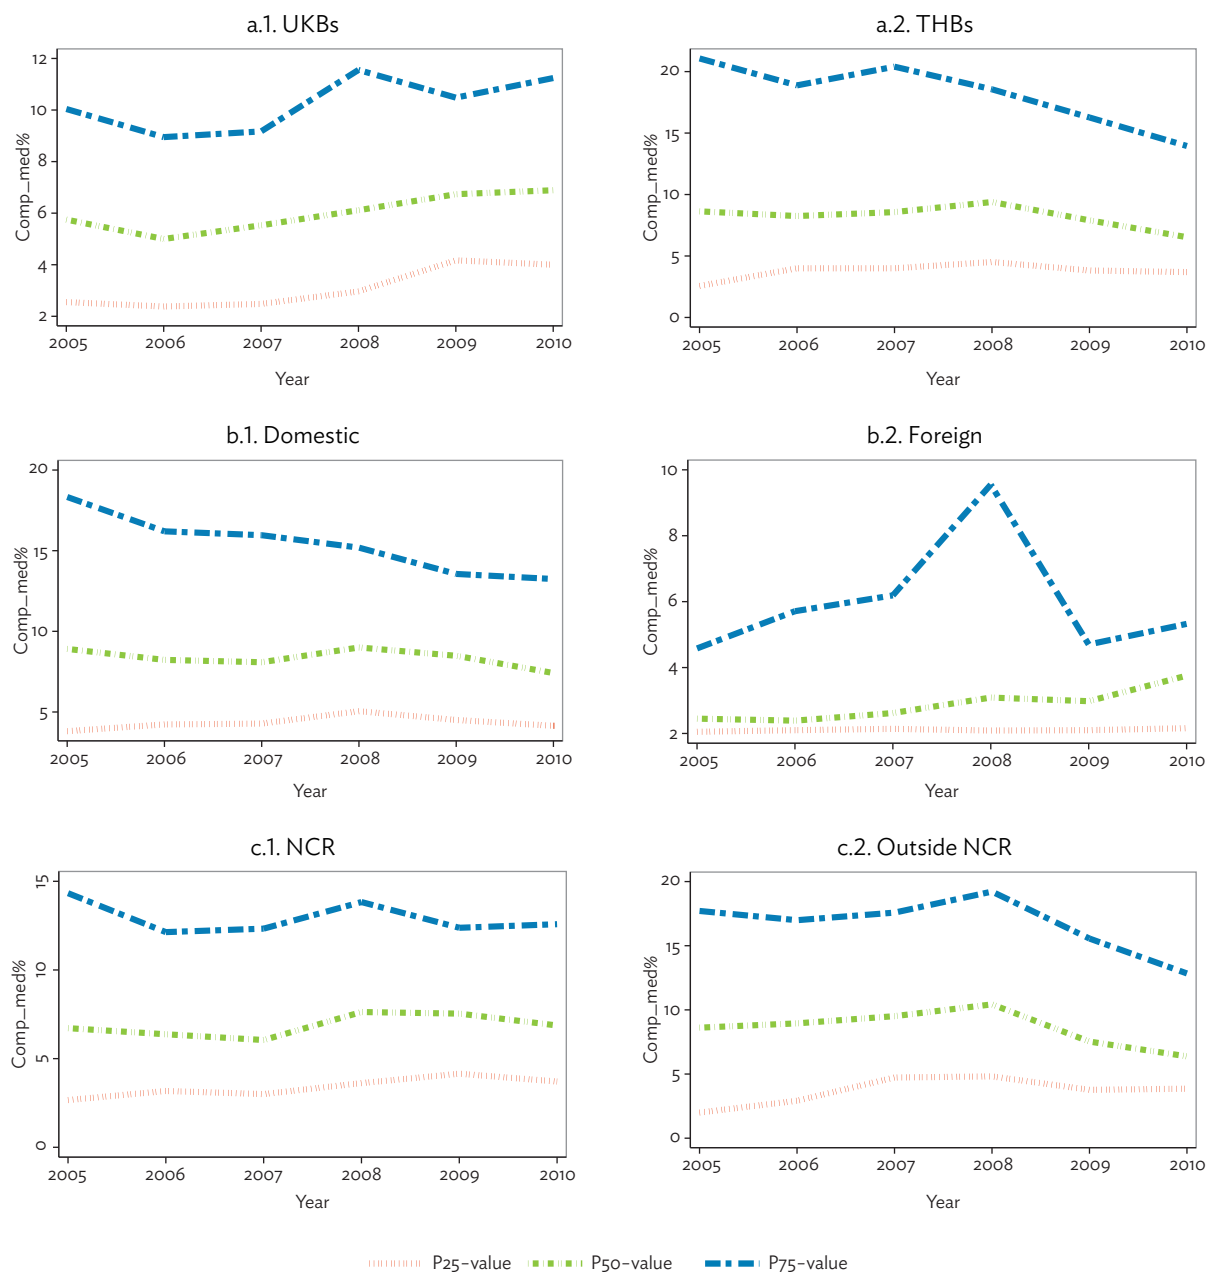 a.1. UKBs
Comp_med%
12
10
8
6
4
2
2005 2006 2007 2008 2009 2010
Year
a.2. THBs
Comp_med%
20
15
10
5
0
2005 2006 2007 2008 2009 2010
Year
b.1. Domestic
Comp_med%
20
15
10
5
2005 2006 2007 2008 2009 2010
Year
b.2. Foreign
Comp_med%
10
8
6
4
2
2005 2006 2007 2008 2009 2010
Year
c.1. NCR
Comp_med%
15
10
5
0
2005 2006 2007 2008 2009 2010
Year
c.2. Outside NCR
Comp_med%
20
15
10
5
0
2005 2006 2007 2008 2009 2010
Year
P25-value P50-value P75-value